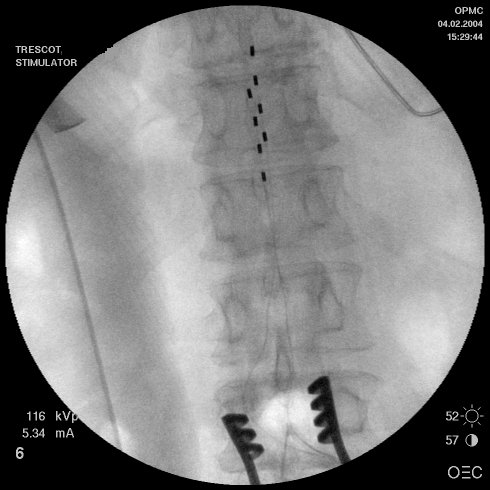 OPMC
04.02.2004
15:29:44
TRESCOT,
STIMULATOR
116 kVp
5.34 mA
6
52
57
OEC